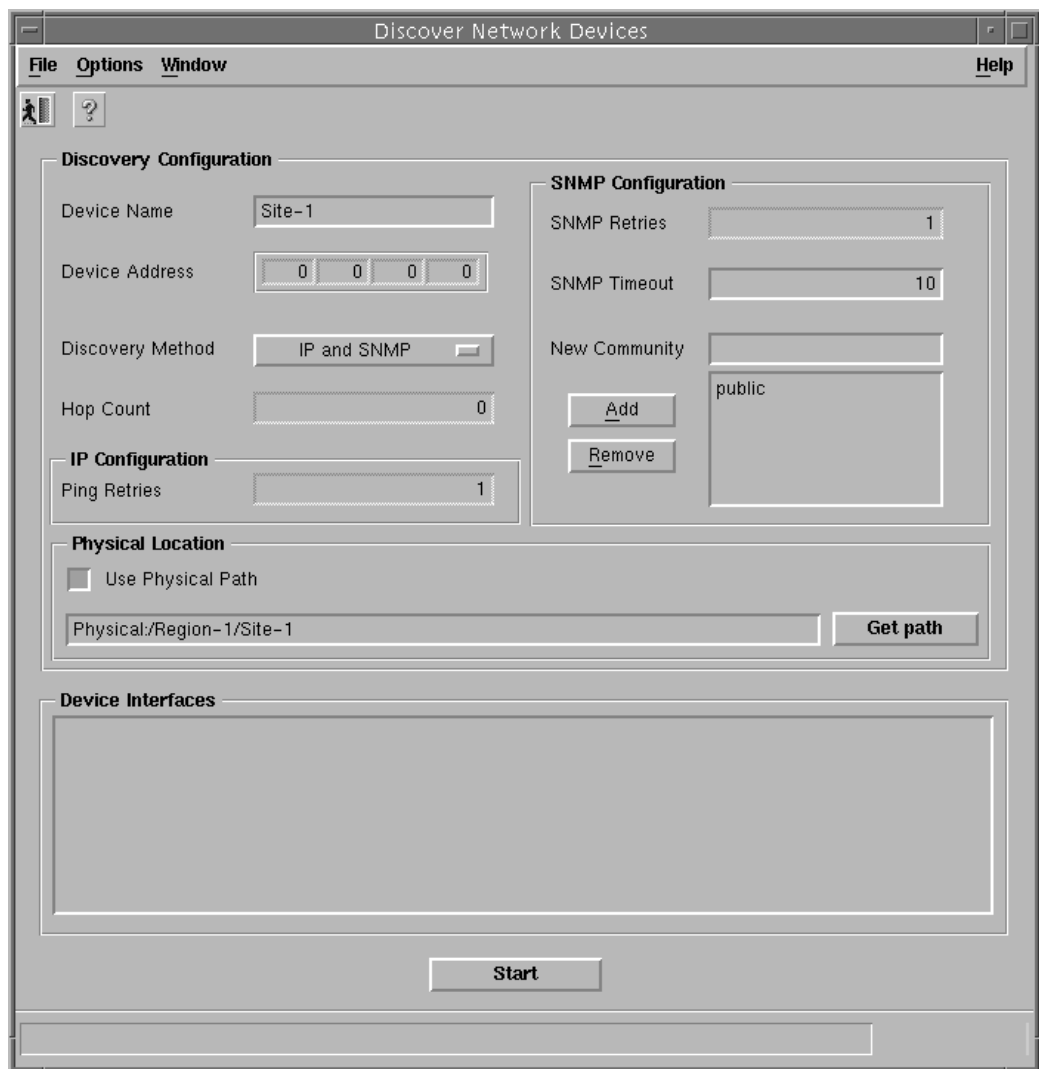 Discover Network Devices
File Options Window Help
?
Discovery Configuration
Device Name Site-1
Device Address 0 0 0 0
Discovery Method IP and SNMP
Hop Count 0
IP Configuration
Ping Retries 1
SNMP Configuration
SNMP Retries 1
SNMP Timeout 10
New Community
public
Add
Remove
Physical Location
Use Physical Path
Physical:/Region-1/Site-1 Get path
Device Interfaces
Start